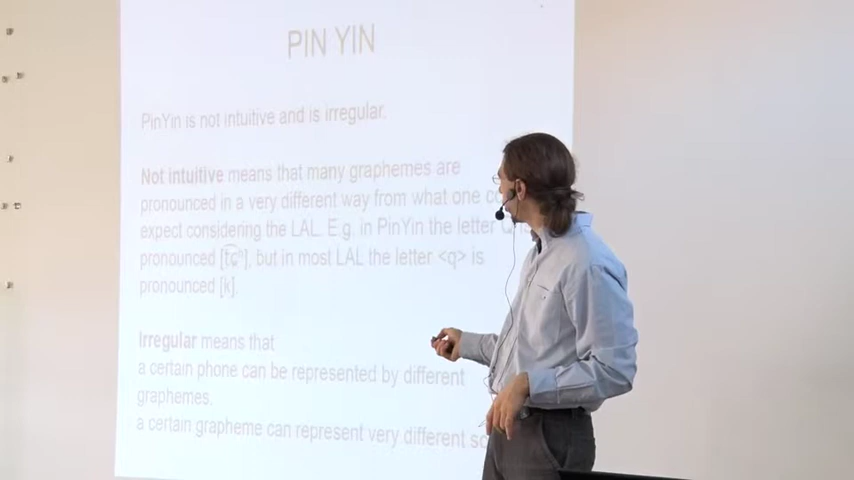 PIN YIN
PinYin is not intuitive and is irregular.
Not intuitive means that many graphemes are
pronounced in a very different way from what one
expect considering the LAL. E.g. in PinYin the letter
pronounced [t͡ɕʰ], but in most LAL the letter <q> is
pronounced [k].
Irregular means that
a certain phone can be represented by different
graphemes.
a certain grapheme can represent very different